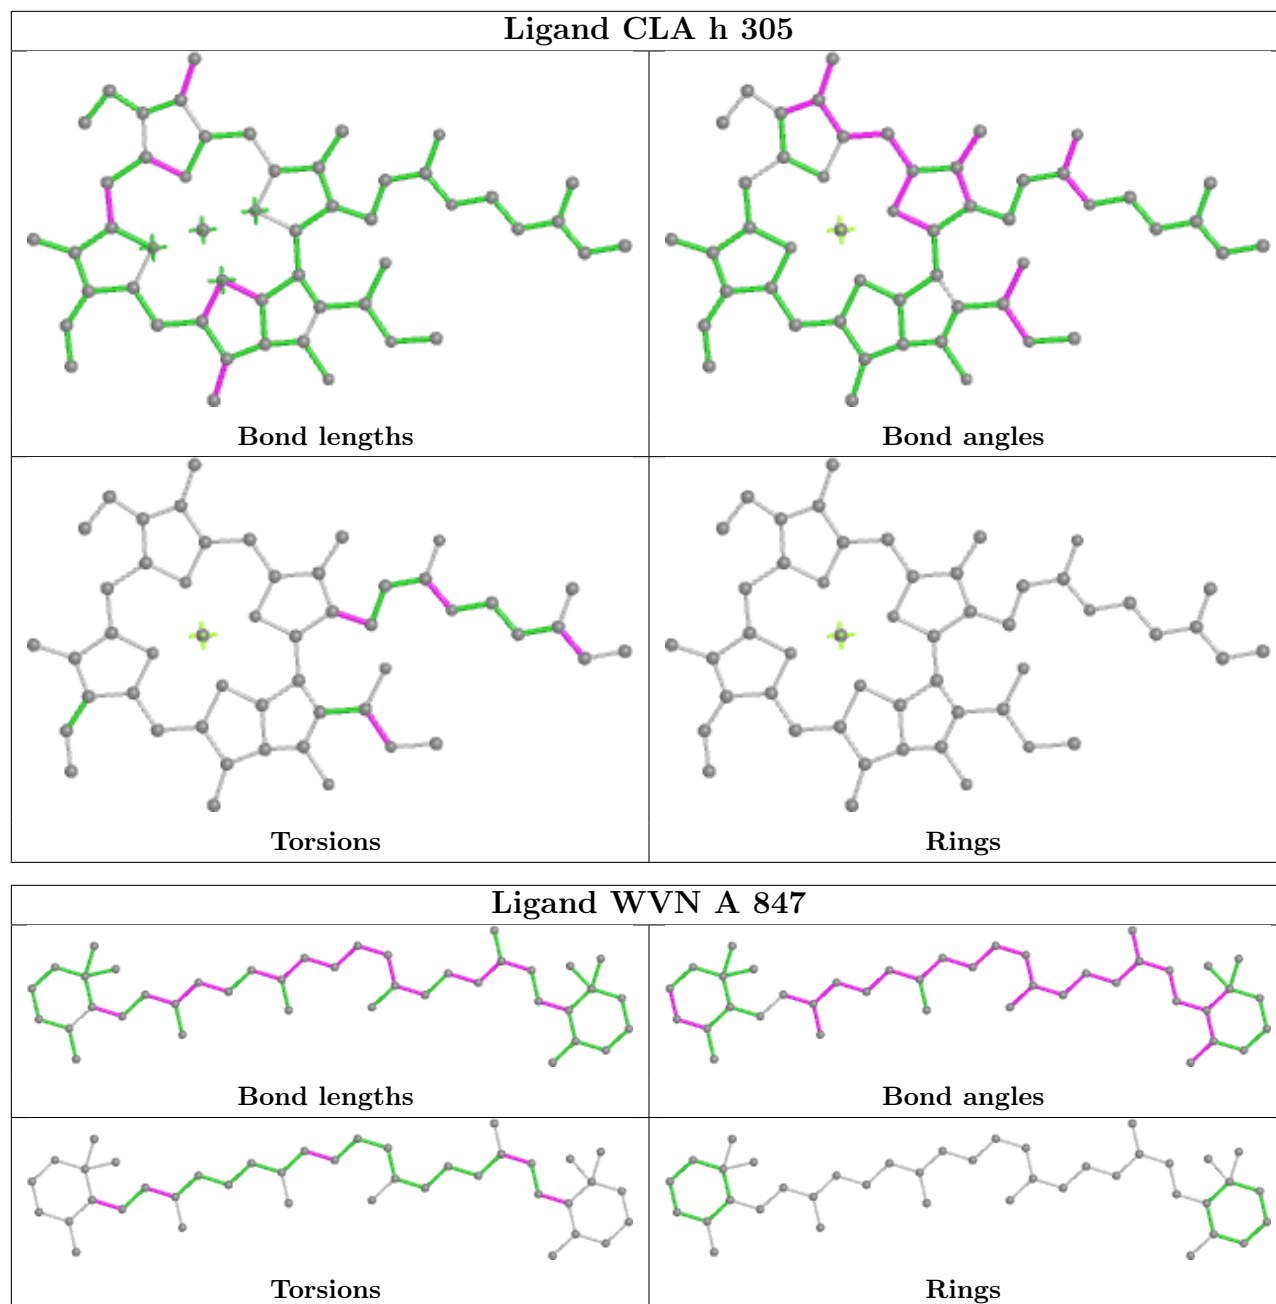 Ligand CLA h 305
Bond lengths
Bond angles
Torsions
Rings
Ligand WVN A 847
Bond lengths
Bond angles
Torsions
Rings